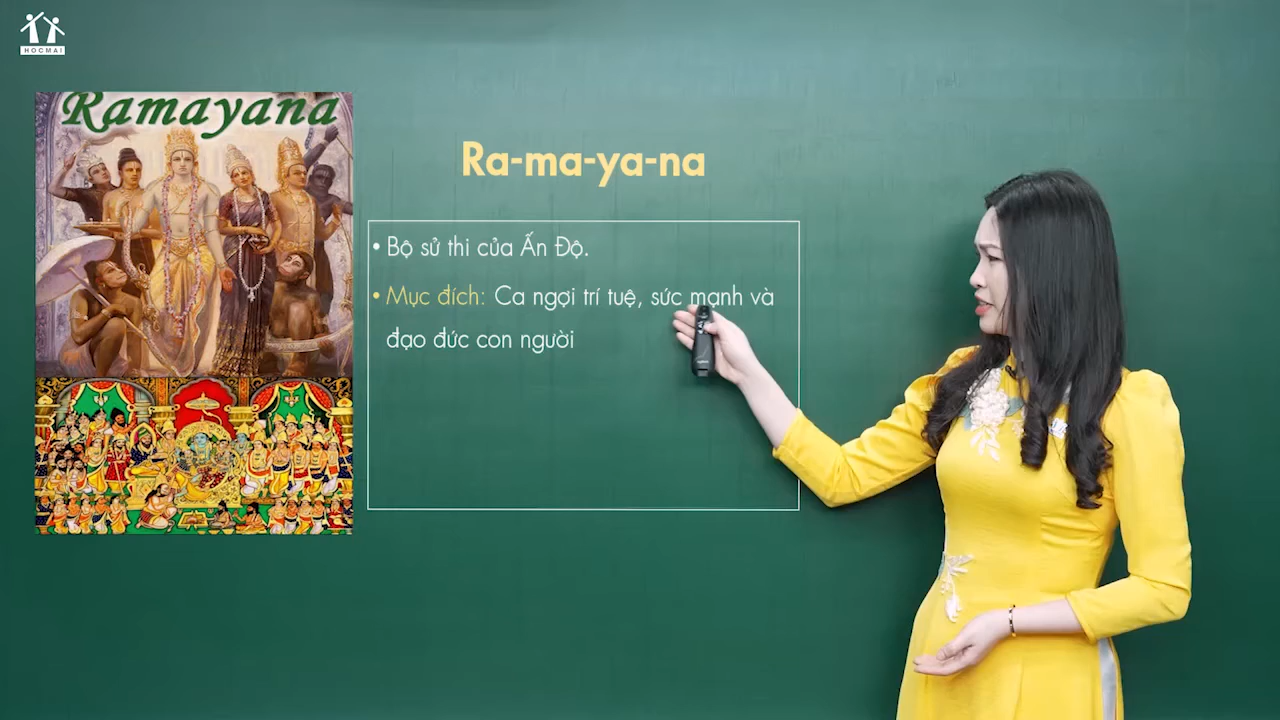 HOCMAI
Ramayana
Ra-ma-ya-na
• Bộ sử thi của Ấn Độ.
• Mục đích: Ca ngợi trí tuệ, sức mạnh và
đạo đức con người